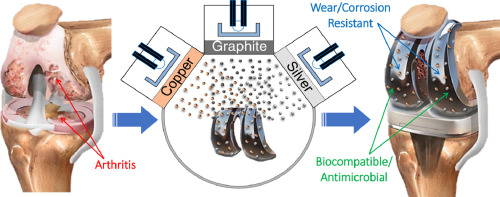 Arthritis
Copper
Graphite
Silver
Wear/Corrosion
Resistant
Biocompatible/
Antimicrobial